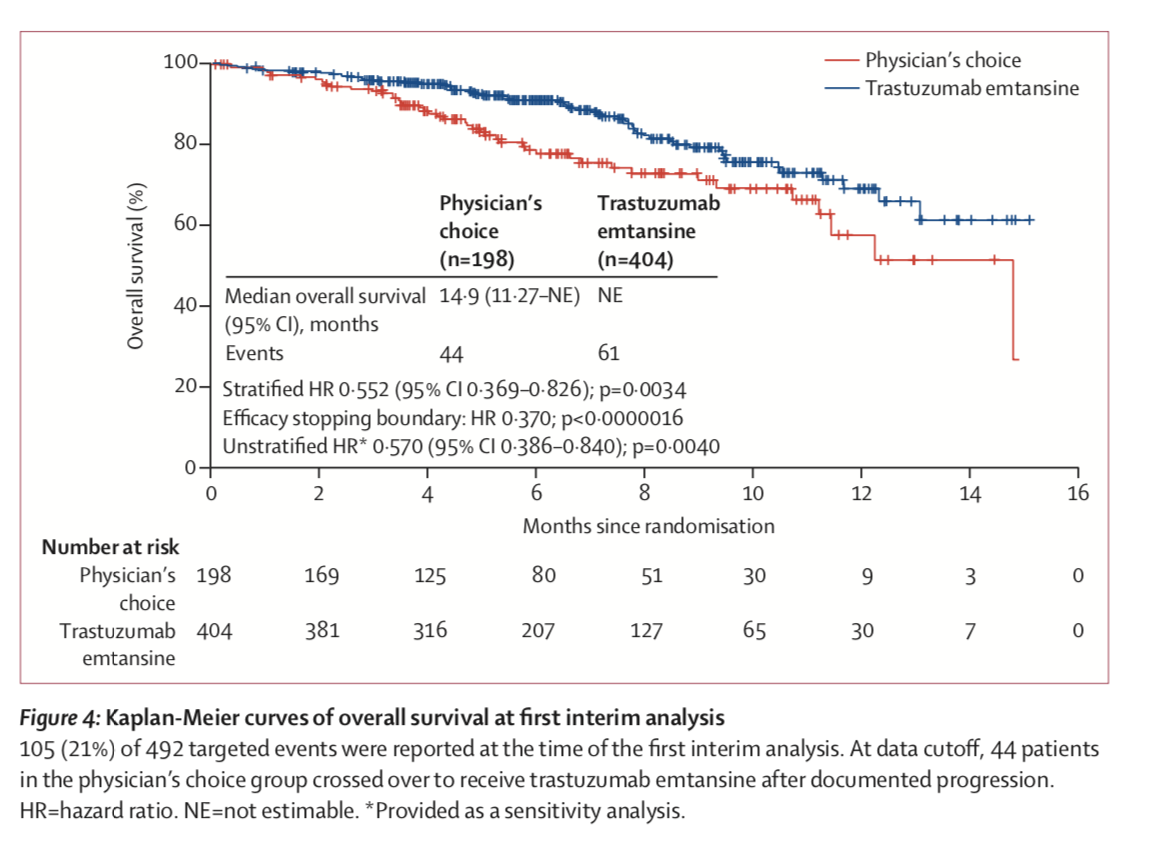 Physician's choice
Trastuzumab emtansine
100
80
60
40
20
0
Overall survival (%)
Physician's choice (n=198)
Trastuzumab emtansine (n=404)
Median overall survival (95% CI), months 14·9 (11·27–NE) NE
Events 44 61
Stratified HR 0·552 (95% CI 0·369–0·826); p=0·0034
Efficacy stopping boundary: HR 0·370; p<0·0000016
Unstratified HR* 0·570 (95% CI 0·386–0·840); p=0·0040
0 2 4 6 8 10 12 14 16
Months since randomisation
Number at risk
Physician's choice 198 169 125 80 51 30 9 3 0
Trastuzumab emtansine 404 381 316 207 127 65 30 7 0
Figure 4: Kaplan-Meier curves of overall survival at first interim analysis
105 (21%) of 492 targeted events were reported at the time of the first interim analysis. At data cutoff, 44 patients
in the physician's choice group crossed over to receive trastuzumab emtansine after documented progression.
HR=hazard ratio. NE=not estimable. *Provided as a sensitivity analysis.